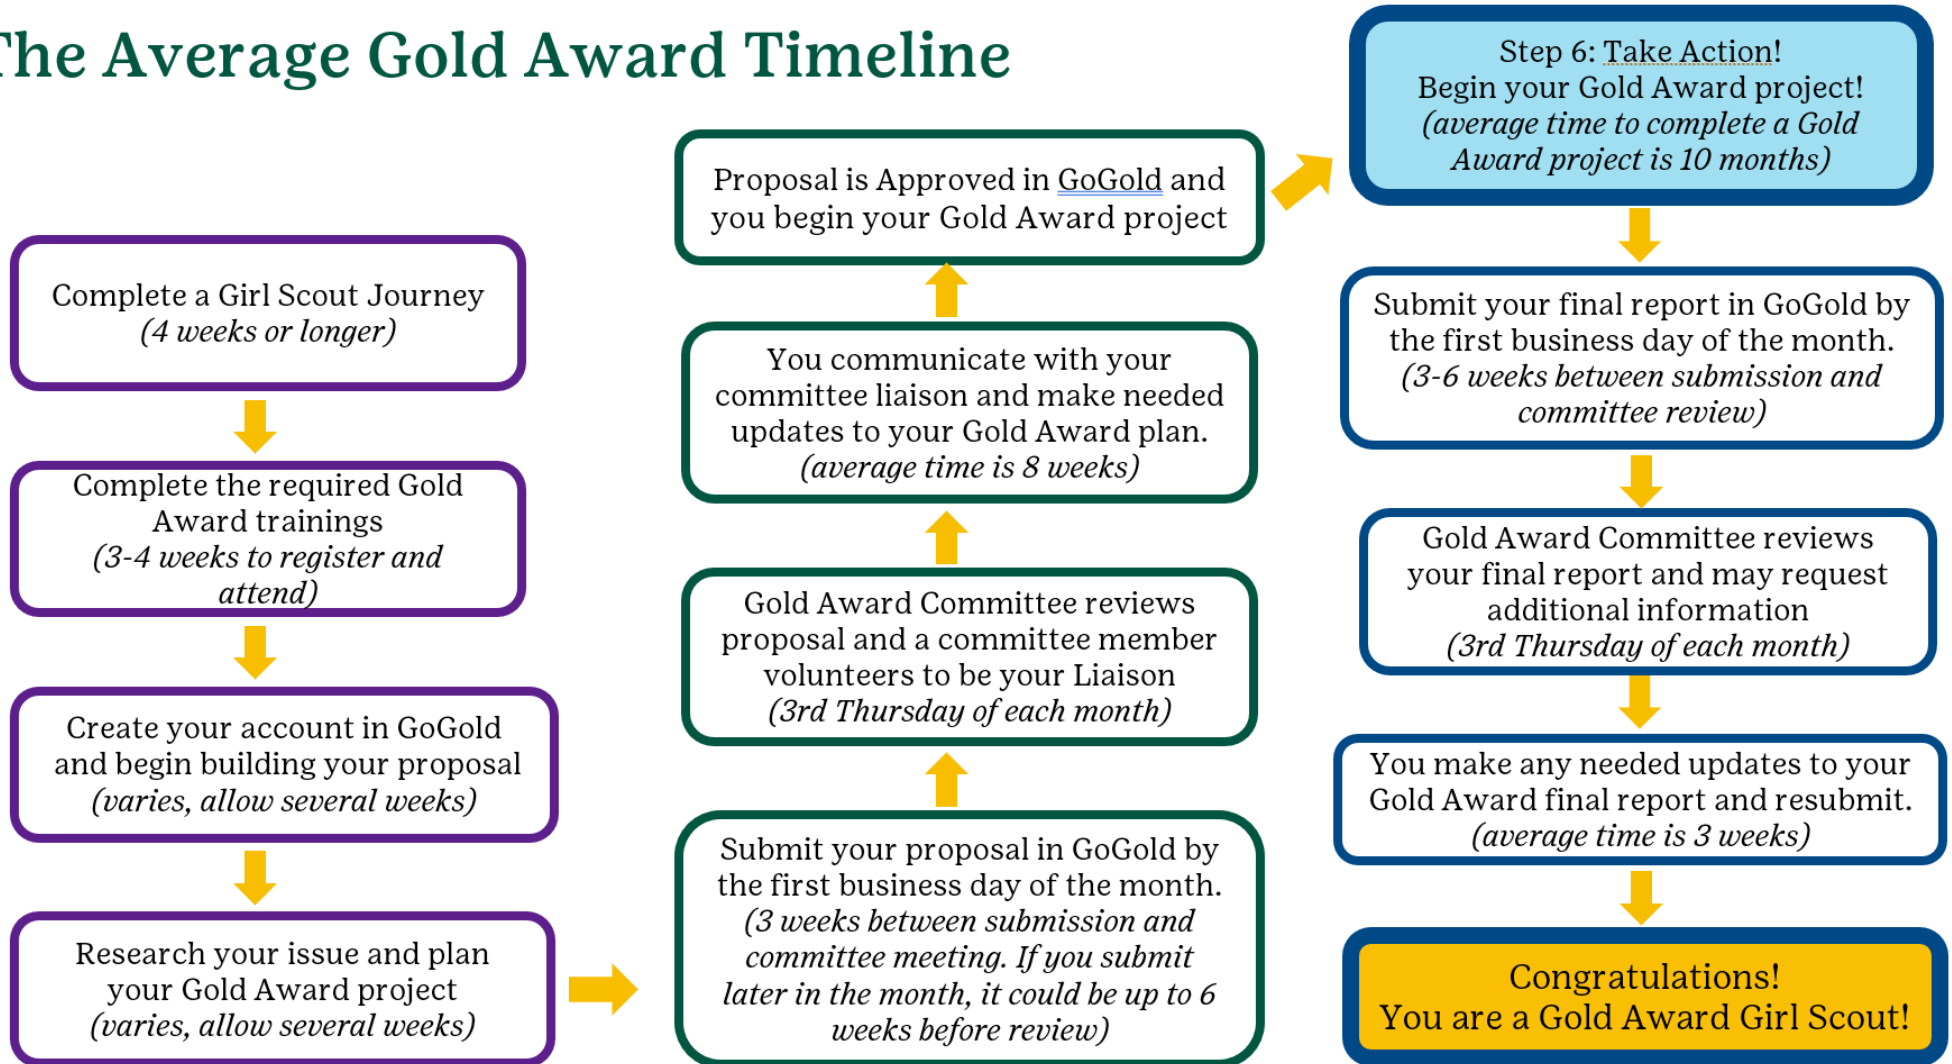 The Average Gold Award Timeline
Complete a Girl Scout Journey
(4 weeks or longer)
Complete the required Gold
Award trainings
(3-4 weeks to register and
attend)
Create your account in GoGold
and begin building your proposal
(varies, allow several weeks)
Research your issue and plan
your Gold Award project
(varies, allow several weeks)
Submit your proposal in GoGold by
the first business day of the month.
(3 weeks between submission and
committee meeting. If you submit
later in the month, it could be up to 6
weeks before review)
Gold Award Committee reviews
proposal and a committee member
volunteers to be your Liaison
(3rd Thursday of each month)
You communicate with your
committee liaison and make needed
updates to your Gold Award plan.
(average time is 8 weeks)
Proposal is Approved in GoGold and
you begin your Gold Award project
Step 6: Take Action!
Begin your Gold Award project!
(average time to complete a Gold
Award project is 10 months)
Submit your final report in GoGold by
the first business day of the month.
(3-6 weeks between submission and
committee review)
Gold Award Committee reviews
your final report and may request
additional information
(3rd Thursday of each month)
You make any needed updates to your
Gold Award final report and resubmit.
(average time is 3 weeks)
Congratulations!
You are a Gold Award Girl Scout!